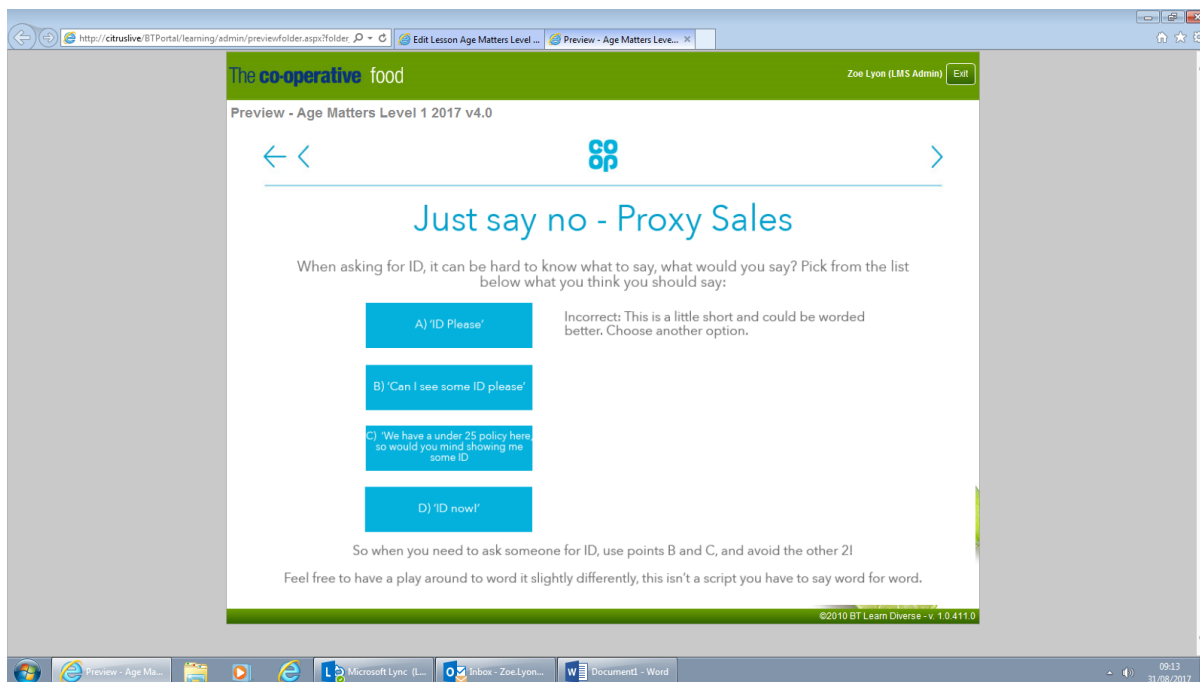 http://citruslive/BTPortal/learning/admin/previewfolder.aspx?folder_
Edit Lesson Age Matters Level ...
Preview - Age Matters Leve...
The co-operative food
Zoe Lyon (LMS Admin)
Exit
Preview - Age Matters Level 1 2017 v4.0
co
op
Just say no - Proxy Sales
When asking for ID, it can be hard to know what to say, what would you say? Pick from the list
below what you think you should say:
A) 'ID Please'
Incorrect: This is a little short and could be worded
better. Choose another option.
B) 'Can I see some ID please'
C) 'We have a under 25 policy here,
so would you mind showing me
some ID
D) 'ID now!'
So when you need to ask someone for ID, use points B and C, and avoid the other 2!
Feel free to have a play around to word it slightly differently, this isn't a script you have to say word for word.
©2010 BT Learn Diverse - v. 1.0.411.0
Preview - Age Ma...
Microsoft Lync (L...
Inbox - Zoe.Lyon...
Document1 - Word
09:13
31/08/2017